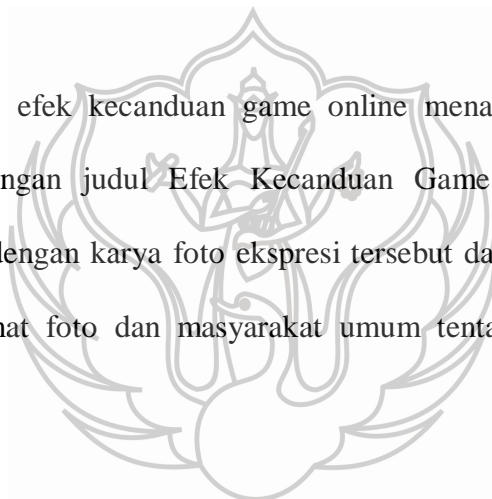 efek kecanduan game online mena
ngan judul Efek Kecanduan Game
dengan karya foto ekspresi tersebut da
nat foto dan masyarakat umum tenta